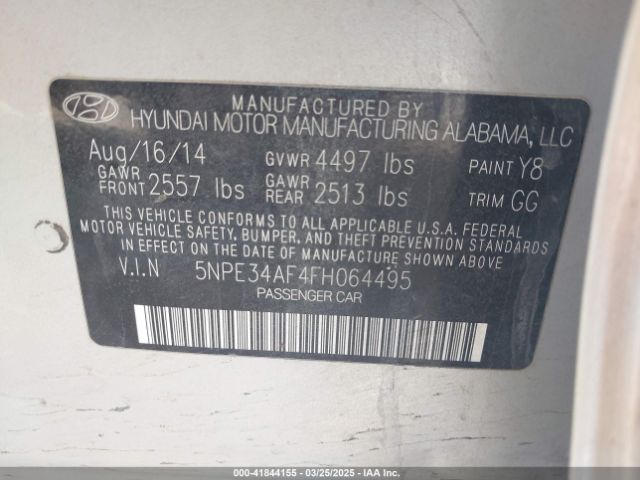 MANUFACTURED BY
HYUNDAI MOTOR MANUFACTURING ALABAMA, LLC
Aug/16/14 GVWR 4497 lbs PAINT Y8
GAWR FRONT 2557 lbs GAWR REAR 2513 lbs TRIM GG
THIS VEHICLE CONFORMS TO ALL APPLICABLE U.S.A. FEDERAL
MOTOR VEHICLE SAFETY, BUMPER, AND THEFT PREVENTION STANDARDS
IN EFFECT ON THE DATE OF MANUFACTURE SHOWN ABOVE.
V.I.N 5NPE34AF4FH064495
PASSENGER CAR
000-41844155 - 03/25/2025 - COPYRIGHT IAA, LLC.